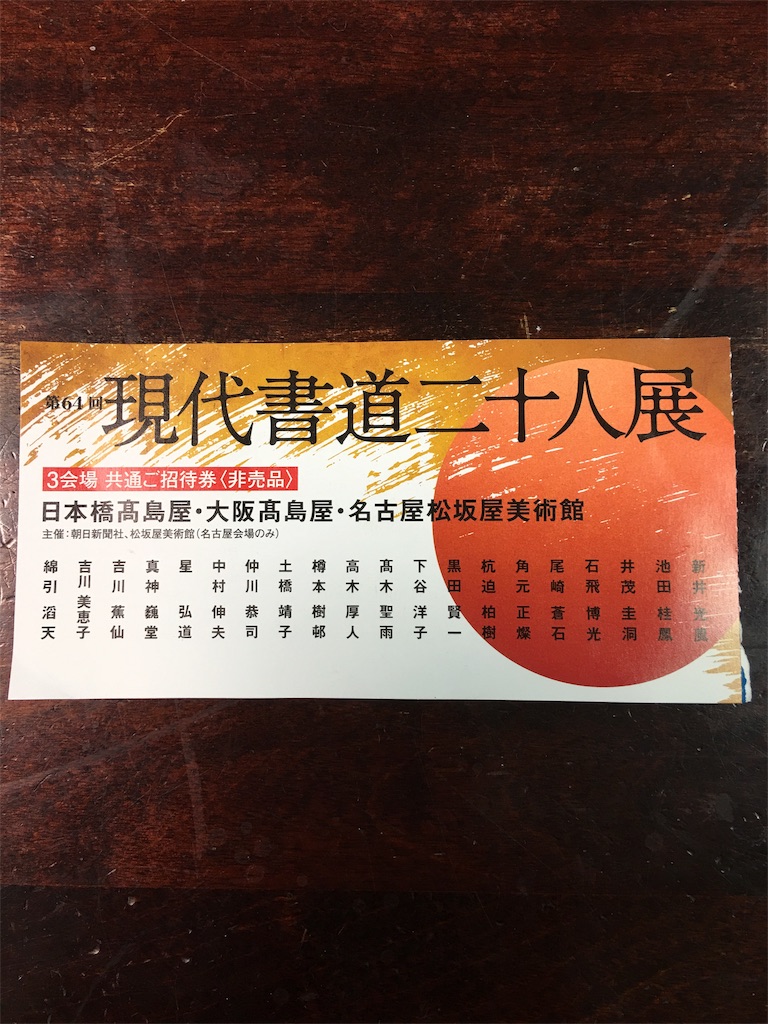 第64回 現代書道二十人展
3会場 共通ご招待券〈非売品〉
日本橋髙島屋・大阪髙島屋・名古屋松坂屋美術館
主催：朝日新聞社、松坂屋美術館（名古屋会場のみ）
新井光風
池田桂鳳
井茂圭洞
石飛博光
尾崎蒼石
角元正燦
杭迫柏樹
黒田賢一
下谷洋子
髙木聖雨
高木厚人
樽本樹邨
土橋靖子
仲川恭司
中村伸夫
星弘道
真神巍堂
吉川蕉仙
吉川美恵子
綿引滔天